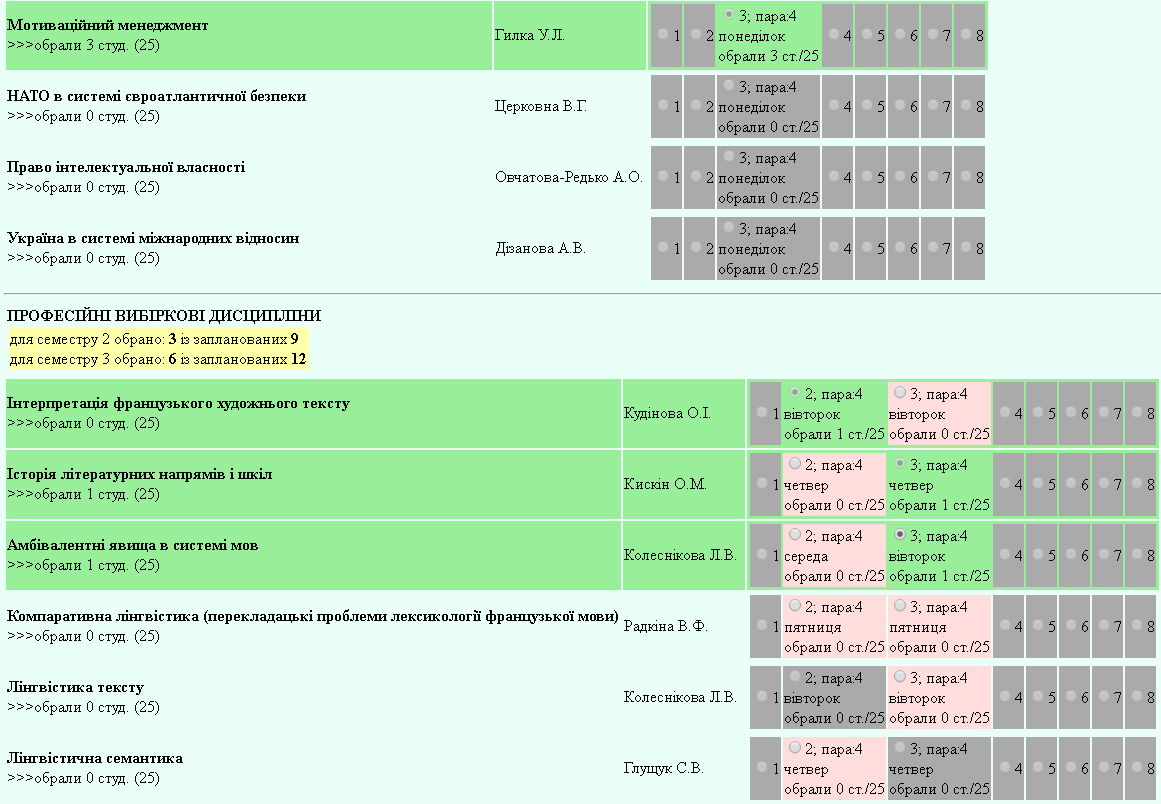 Мотиваційний менеджмент
>>>обрали 3 студ. (25)
Гилка У.Л.
1
2
3; пара:4
понеділок
обрали 3 ст./25
4
5
6
7
8
НАТО в системі євроатлантичної безпеки
>>>обрали 0 студ. (25)
Церковна В.Г.
1
2
3; пара:4
понеділок
обрали 0 ст./25
4
5
6
7
8
Право інтелектуальної власності
>>>обрали 0 студ. (25)
Овчатова-Редько А.О.
1
2
3; пара:4
понеділок
обрали 0 ст./25
4
5
6
7
8
Україна в системі міжнародних відносин
>>>обрали 0 студ. (25)
Дізанова А.В.
1
2
3; пара:4
понеділок
обрали 0 ст./25
4
5
6
7
8
ПРОФЕСІЙНІ ВИБІРКОВІ ДИСЦИПЛІНИ
для семестру 2 обрано: 3 із запланованих 9
для семестру 3 обрано: 6 із запланованих 12
Інтерпретація французького художнього тексту
>>>обрали 0 студ. (25)
Кудінова О.І.
1
2; пара:4
вівторок
обрали 1 ст./25
3; пара:4
вівторок
обрали 0 ст./25
4
5
6
7
8
Історія літературних напрямів і шкіл
>>>обрали 1 студ. (25)
Кискін О.М.
1
2; пара:4
четвер
обрали 0 ст./25
3; пара:4
четвер
обрали 1 ст./25
4
5
6
7
8
Амбівалентні явища в системі мов
>>>обрали 1 студ. (25)
Колеснікова Л.В.
1
2; пара:4
середа
обрали 0 ст./25
3; пара:4
вівторок
обрали 1 ст./25
4
5
6
7
8
Компаративна лінгвістика (перекладацькі проблеми лексикології французької мови)
>>>обрали 0 студ. (25)
Радкіна В.Ф.
1
2; пара:4
пятниця
обрали 0 ст./25
3; пара:4
пятниця
обрали 0 ст./25
4
5
6
7
8
Лінгвістика тексту
>>>обрали 0 студ. (25)
Колеснікова Л.В.
1
2; пара:4
вівторок
обрали 0 ст./25
3; пара:4
вівторок
обрали 0 ст./25
4
5
6
7
8
Лінгвістична семантика
>>>обрали 0 студ. (25)
Глущук С.В.
1
2; пара:4
четвер
обрали 0 ст./25
3; пара:4
четвер
обрали 0 ст./25
4
5
6
7
8